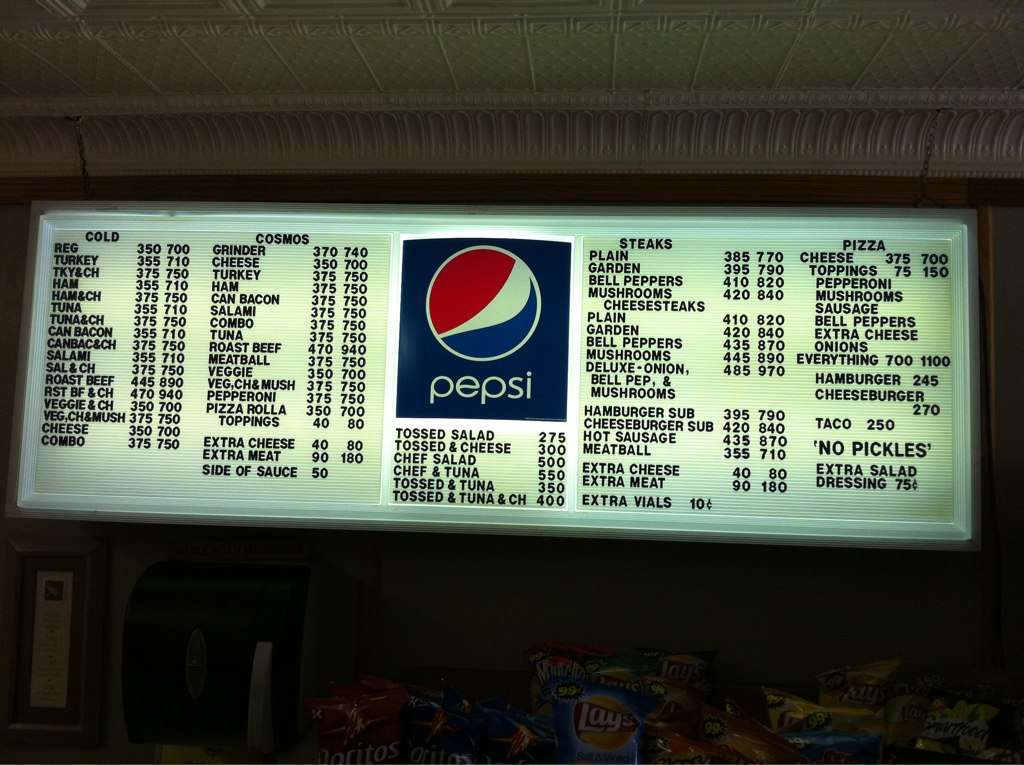 COLD
REG 350 700
TURKEY 355 710
TKY&CH 375 750
HAM 355 710
HAM&CH 375 750
TUNA 355 710
TUNA&CH 375 750
CAN BACON 355 710
CANBAC&CH 375 750
SALAMI 355 710
SAL & CH 375 750
ROAST BEEF 445 890
RST BF & CH 470 940
VEGGIE & CH 350 700
VEG,CH&MUSH 375 750
CHEESE 350 700
COMBO 375 750
COSMOS
GRINDER 370 740
CHEESE 350 700
TURKEY 375 750
HAM 375 750
CAN BACON 375 750
SALAMI 375 750
COMBO 375 750
TUNA 375 750
ROAST BEEF 470 940
MEATBALL 375 750
VEGGIE 350 700
VEG,CH&MUSH 375 750
PEPPERONI 375 750
PIZZA ROLLA 350 700
TOPPINGS 40 80
EXTRA CHEESE 40 80
EXTRA MEAT 90 180
SIDE OF SAUCE 50
pepsi
TOSSED SALAD 275
TOSSED & CHEESE 300
CHEF SALAD 500
CHEF & TUNA 550
TOSSED & TUNA 350
TOSSED & TUNA & CH 400
STEAKS
PLAIN 385 770
GARDEN 395 790
BELL PEPPERS 410 820
MUSHROOMS 420 840
CHEESESTEAKS
PLAIN 410 820
GARDEN 420 840
BELL PEPPERS 435 870
MUSHROOMS 445 890
DELUXE-ONION, 485 970
BELL PEP, &
MUSHROOMS
HAMBURGER SUB 395 790
CHEESEBURGER SUB 420 840
HOT SAUSAGE 435 870
MEATBALL 355 710
EXTRA CHEESE 40 80
EXTRA MEAT 90 180
EXTRA VIALS 10¢
PIZZA
CHEESE 375 700
TOPPINGS 75 150
PEPPERONI
MUSHROOMS
SAUSAGE
BELL PEPPERS
EXTRA CHEESE
ONIONS
EVERYTHING 700 1100
HAMBURGER 245
CHEESEBURGER
270
TACO 250
'NO PICKLES'
EXTRA SALAD
DRESSING 75¢
Munchos
Lay's
99¢
Lay's
Doritos
Doritos
Lays